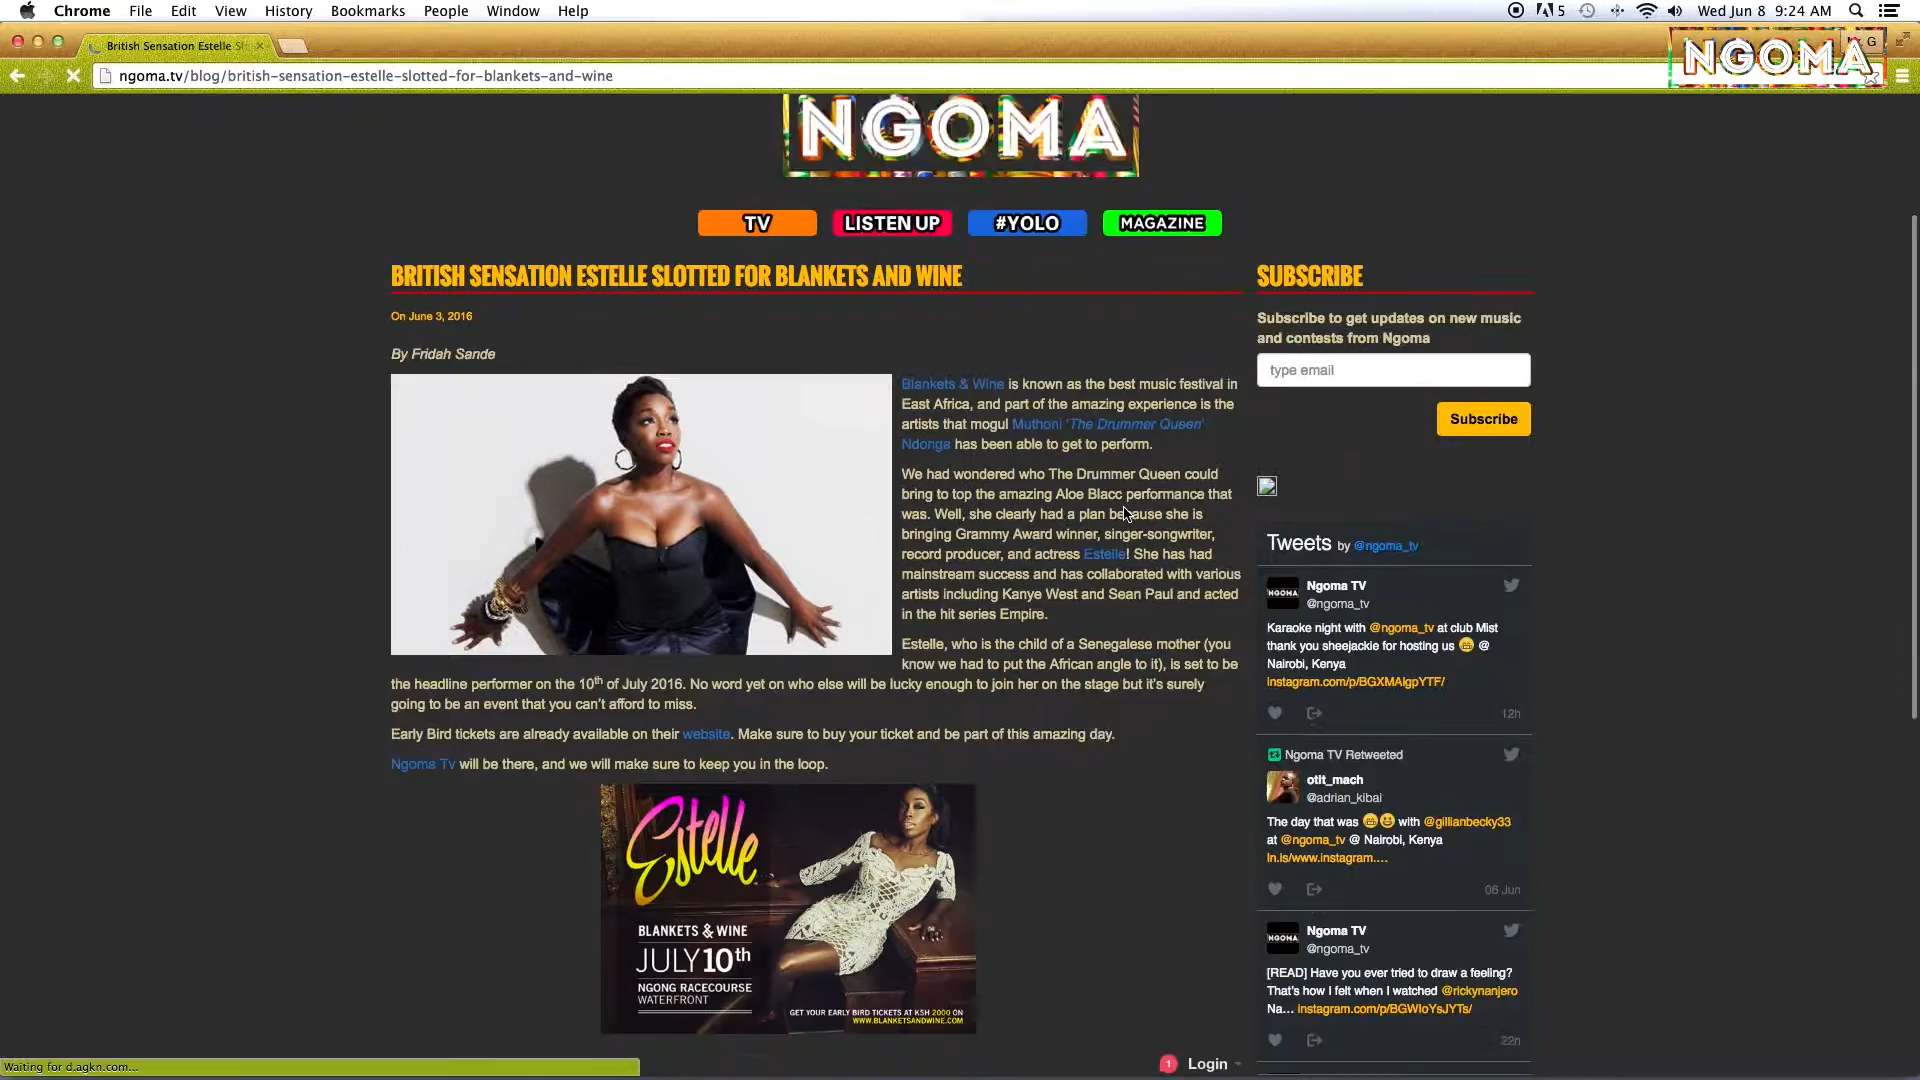 Chrome File Edit View History Bookmarks People Window Help
5 Wed Jun 8 9:24 AM
British Sensation Estelle Sl
G
ngoma.tv/blog/british-sensation-estelle-slotted-for-blankets-and-wine
NGOMA
NGOMA
TV LISTEN UP #YOLO MAGAZINE
BRITISH SENSATION ESTELLE SLOTTED FOR BLANKETS AND WINE
On June 3, 2016
By Fridah Sande
Blankets & Wine is known as the best music festival in
East Africa, and part of the amazing experience is the
artists that mogul Muthoni ‘The Drummer Queen’
Ndonga has been able to get to perform.
We had wondered who The Drummer Queen could
bring to top the amazing Aloe Blacc performance that
was. Well, she clearly had a plan because she is
bringing Grammy Award winner, singer-songwriter,
record producer, and actress Estelle! She has had
mainstream success and has collaborated with various
artists including Kanye West and Sean Paul and acted
in the hit series Empire.
Estelle, who is the child of a Senegalese mother (you
know we had to put the African angle to it), is set to be
the headline performer on the 10th of July 2016. No word yet on who else will be lucky enough to join her on the stage but it’s surely
going to be an event that you can’t afford to miss.
Early Bird tickets are already available on their website. Make sure to buy your ticket and be part of this amazing day.
Ngoma Tv will be there, and we will make sure to keep you in the loop.
Estelle
BLANKETS & WINE
JULY 10th
NGONG RACECOURSE
WATERFRONT
GET YOUR EARLY BIRD TICKETS AT KSH 2000 ON
WWW.BLANKETSANDWINE.COM
SUBSCRIBE
Subscribe to get updates on new music
and contests from Ngoma
type email
Subscribe
Tweets by @ngoma_tv
NGOMA
Ngoma TV
@ngoma_tv
Karaoke night with @ngoma_tv at club Mist
thank you sheejackie for hosting us 😁 @
Nairobi, Kenya
instagram.com/p/BGXMAlgpYTF/
12h
Ngoma TV Retweeted
otit_mach
@adrian_kibai
The day that was 😁😆 with @gillianbecky33
at @ngoma_tv @ Nairobi, Kenya
ln.is/www.instagram.…
06 Jun
NGOMA
Ngoma TV
@ngoma_tv
[READ] Have you ever tried to draw a feeling?
That’s how I felt when I watched @rickynanjero
Na... instagram.com/p/BGWIoYsJYTs/
22h
1 Login
Waiting for d.agkn.com...